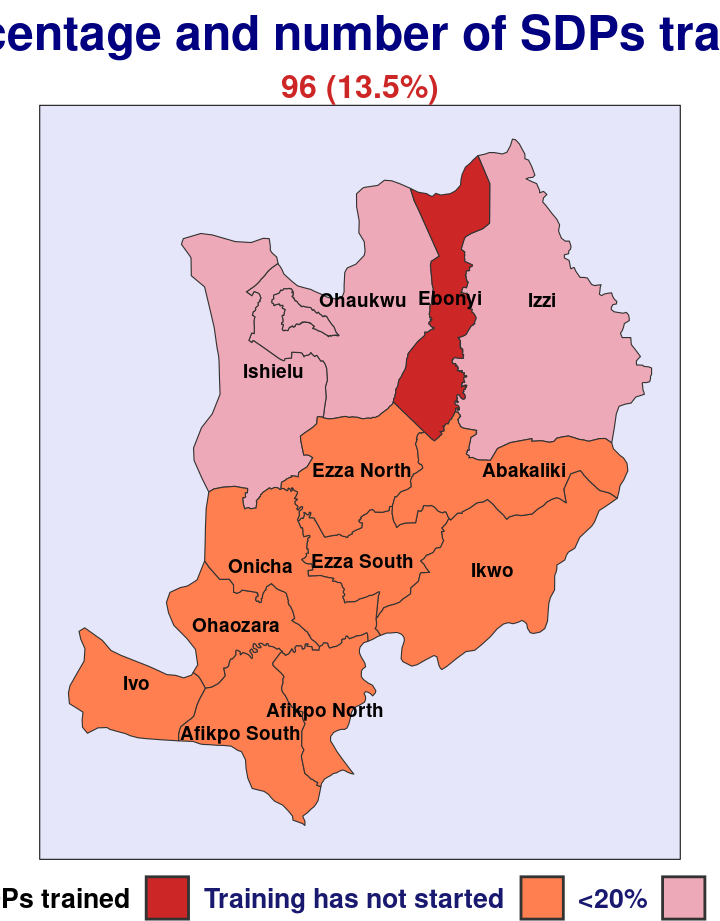 centage and number of SDPs tra
96 (13.5%)
Ohaukwu
Ebonyi
Izzi
Ishielu
Ezza North
Abakaliki
Onicha
Ezza South
Ikwo
Ohaozara
Ivo
Afikpo North
Afikpo South
Ps trained
Training has not started
<20%